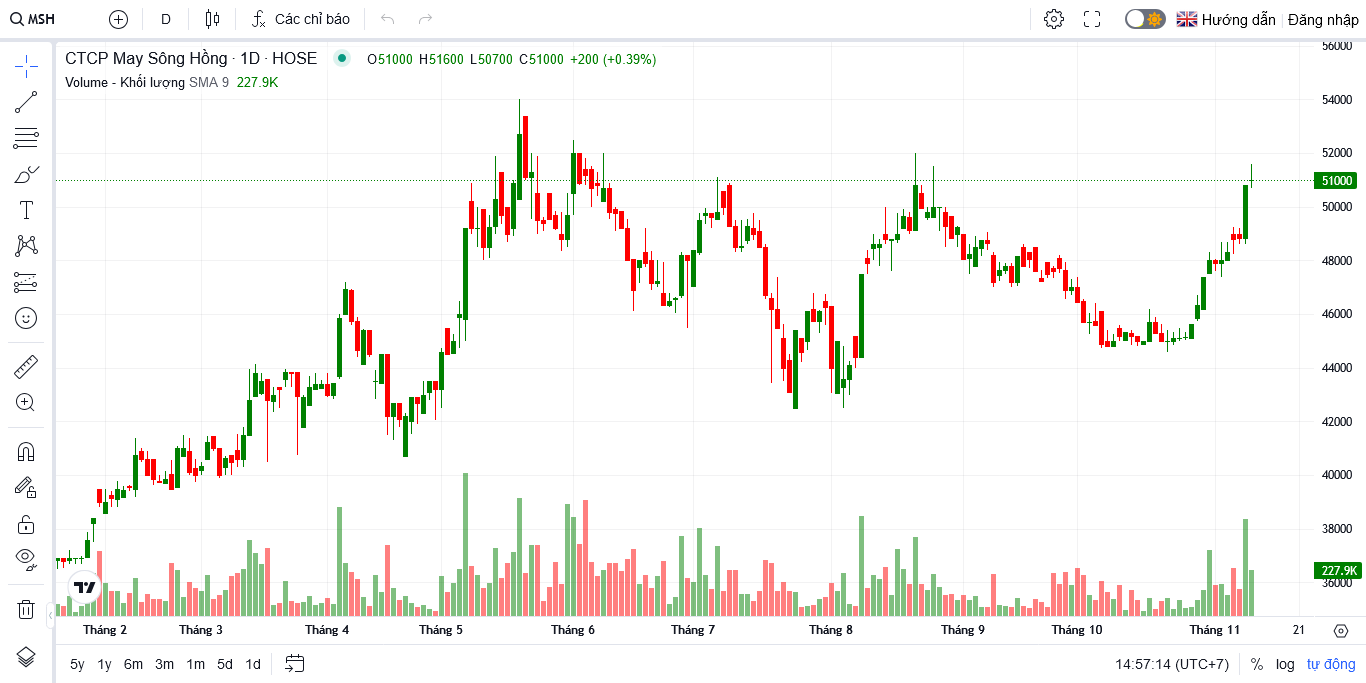 MSH D Các chỉ báo Hướng dẫn Đăng nhập
CTCP May Sông Hồng · 1D · HOSE O51000 H51600 L50700 C51000 +200 (+0.39%)
Volume - Khối lượng SMA 9 227.9K
56000
54000
52000
51000
50000
48000
46000
44000
42000
40000
38000
227.9K
36000
Tháng 2 Tháng 3 Tháng 4 Tháng 5 Tháng 6 Tháng 7 Tháng 8 Tháng 9 Tháng 10 Tháng 11 21
5y 1y 6m 3m 1m 5d 1d 14:57:14 (UTC+7) % log tự động